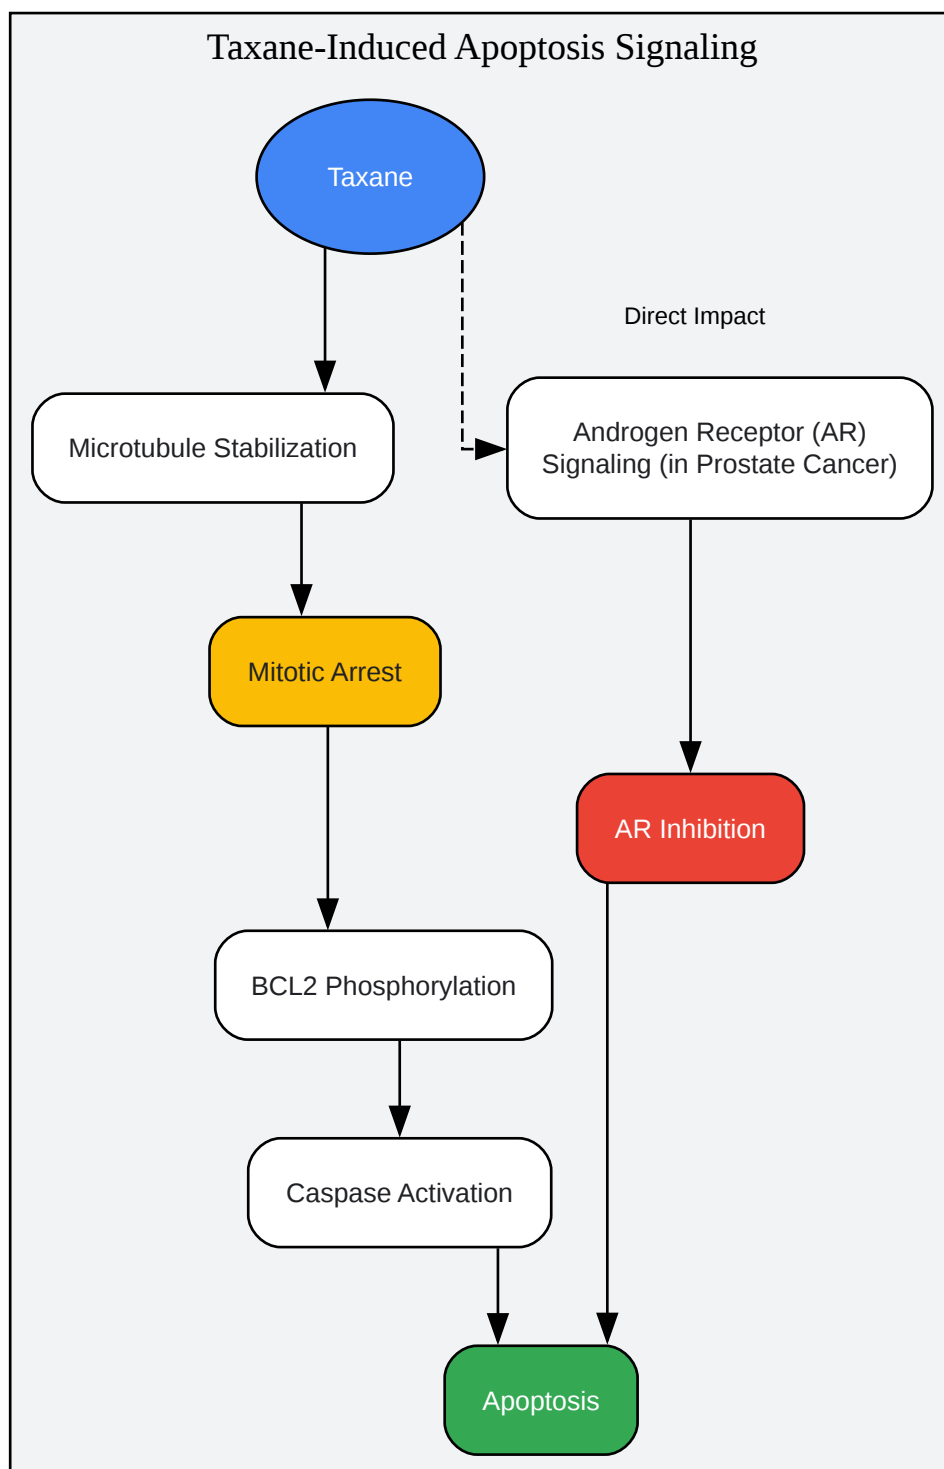 Taxane-Induced Apoptosis Signaling
Taxane
Direct Impact
Microtubule Stabilization
Androgen Receptor (AR)
Signaling (in Prostate Cancer)
Mitotic Arrest
AR Inhibition
BCL2 Phosphorylation
Caspase Activation
Apoptosis